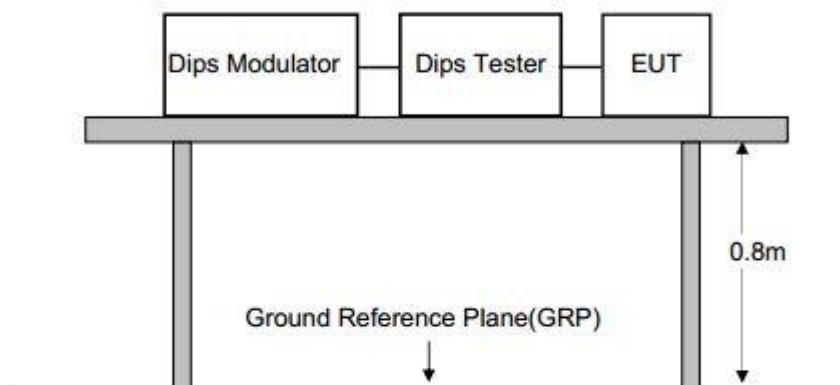 Dips Modulator
Dips Tester
EUT
0.8m
Ground Reference Plane(GRP)